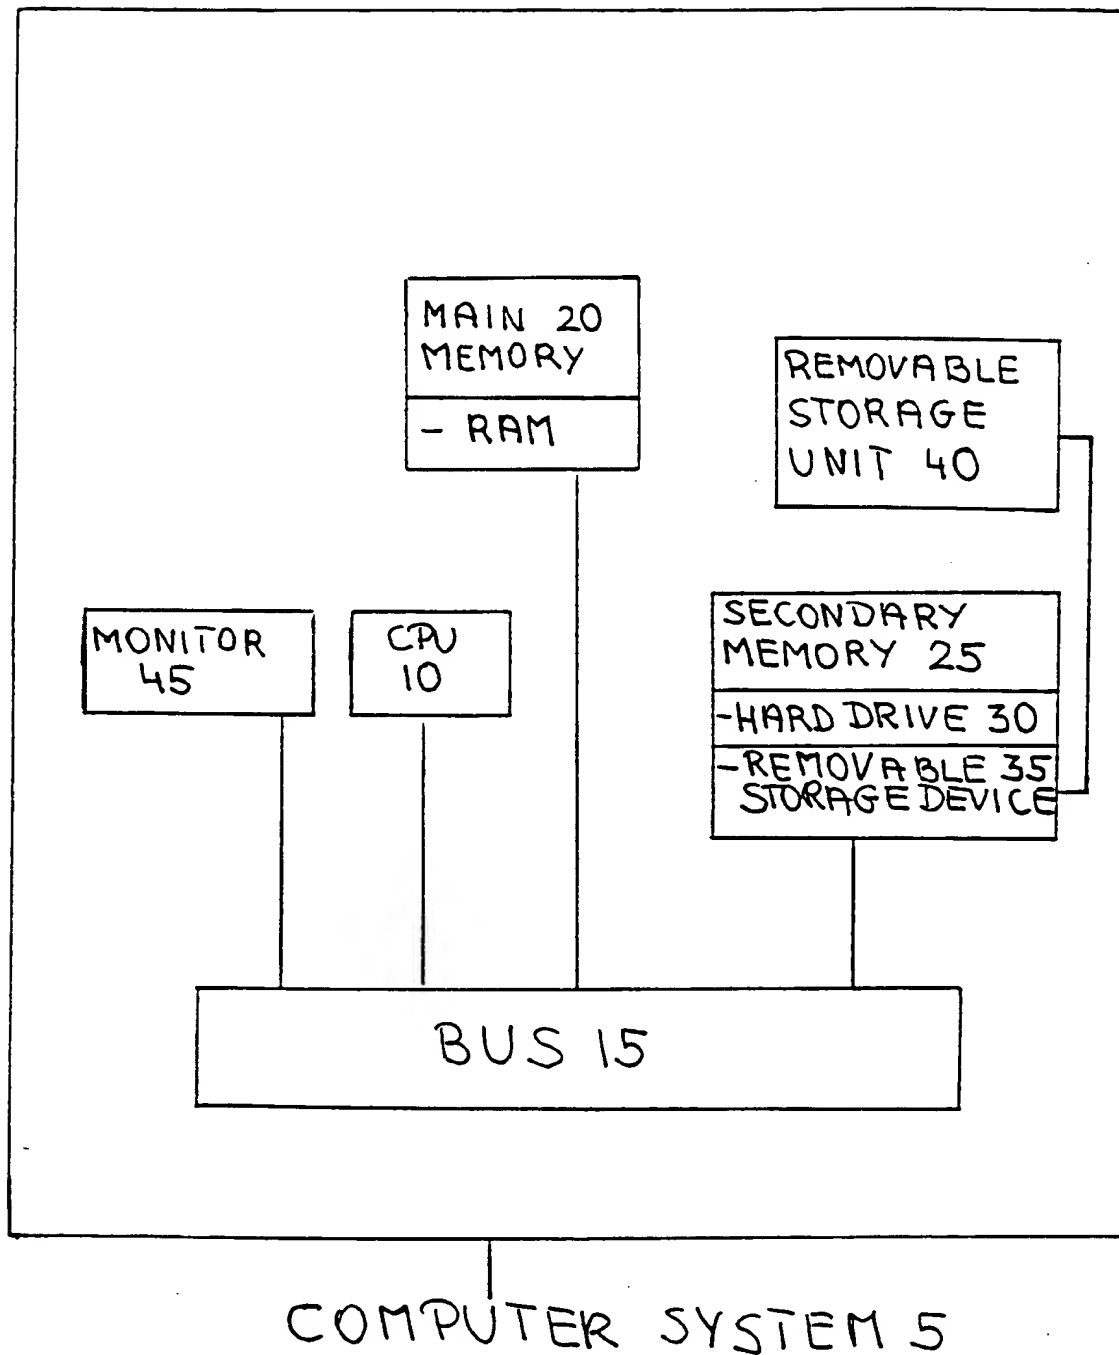 MAIN 20
MEMORY
- RAM
REMOVABLE
STORAGE
UNIT 40
MONITOR
45
CPU
10
SECONDARY
MEMORY 25
-HARD DRIVE 30
-REMOVABLE 35
STORAGE DEVICE
BUS 15
COMPUTER SYSTEM 5